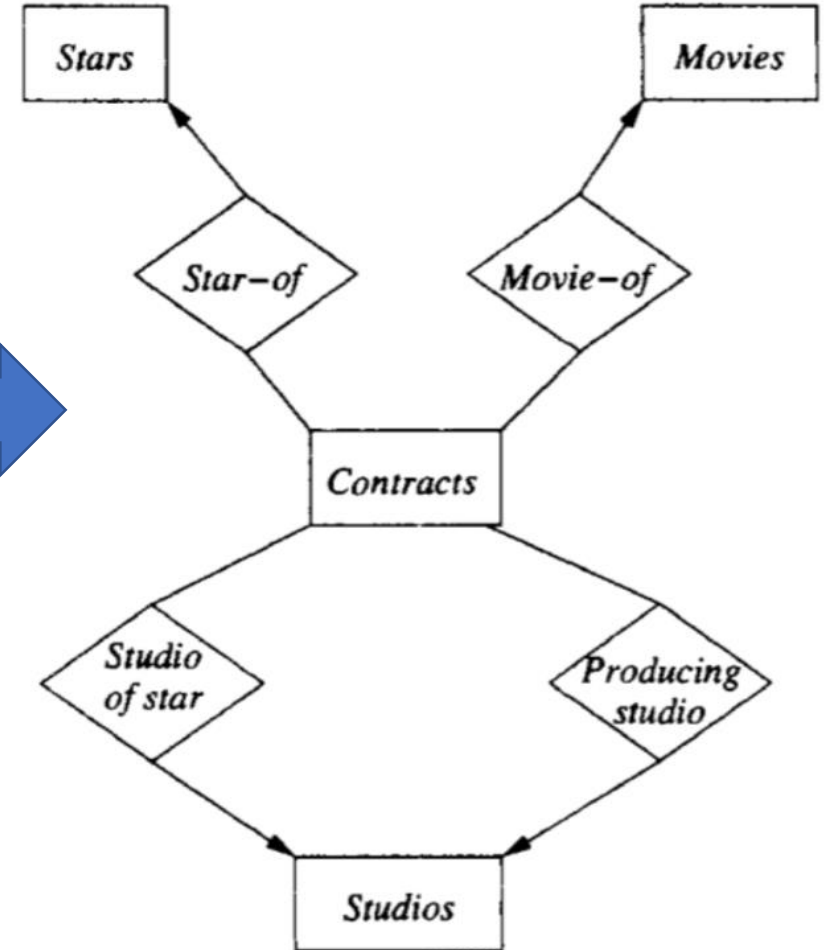 Stars
Movies
Star-of
Movie-of
Contracts
Studio
of star
Producing
studio
Studios